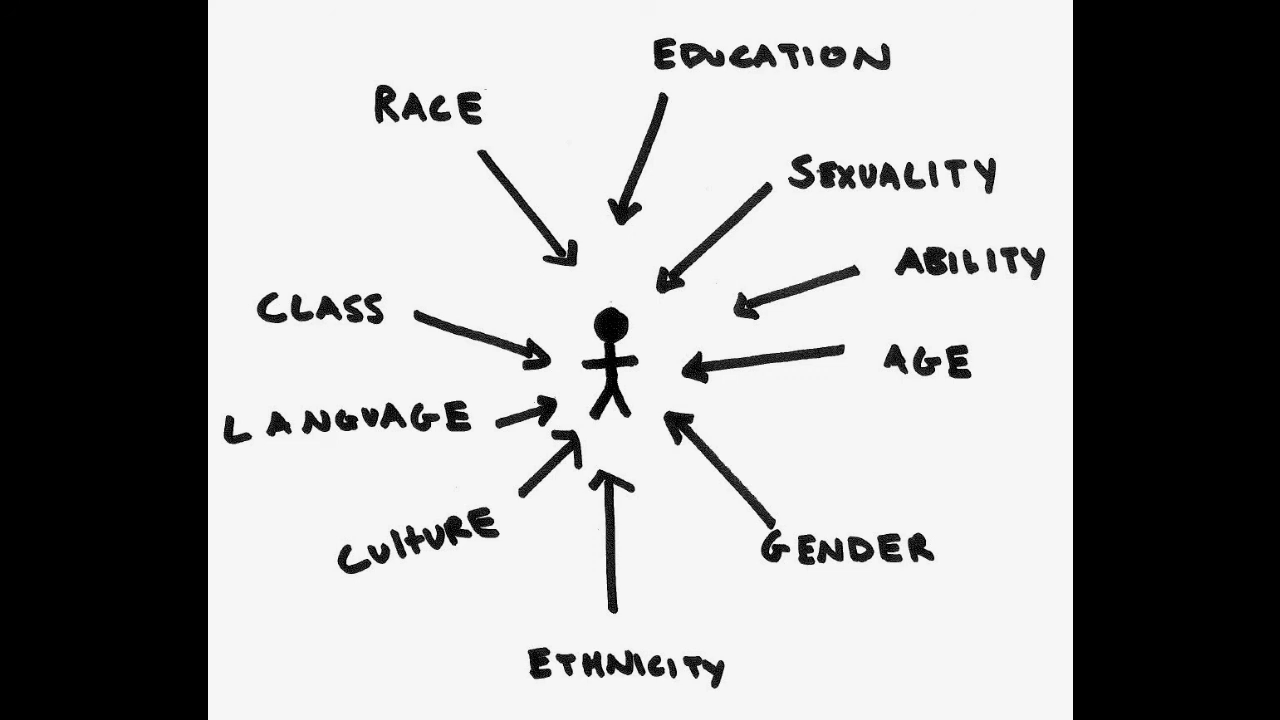 EDUCATION
RACE
SEXUALITY
ABILITY
CLASS
AGE
LANGUAGE
CULTURE
GENDER
ETHNICITY